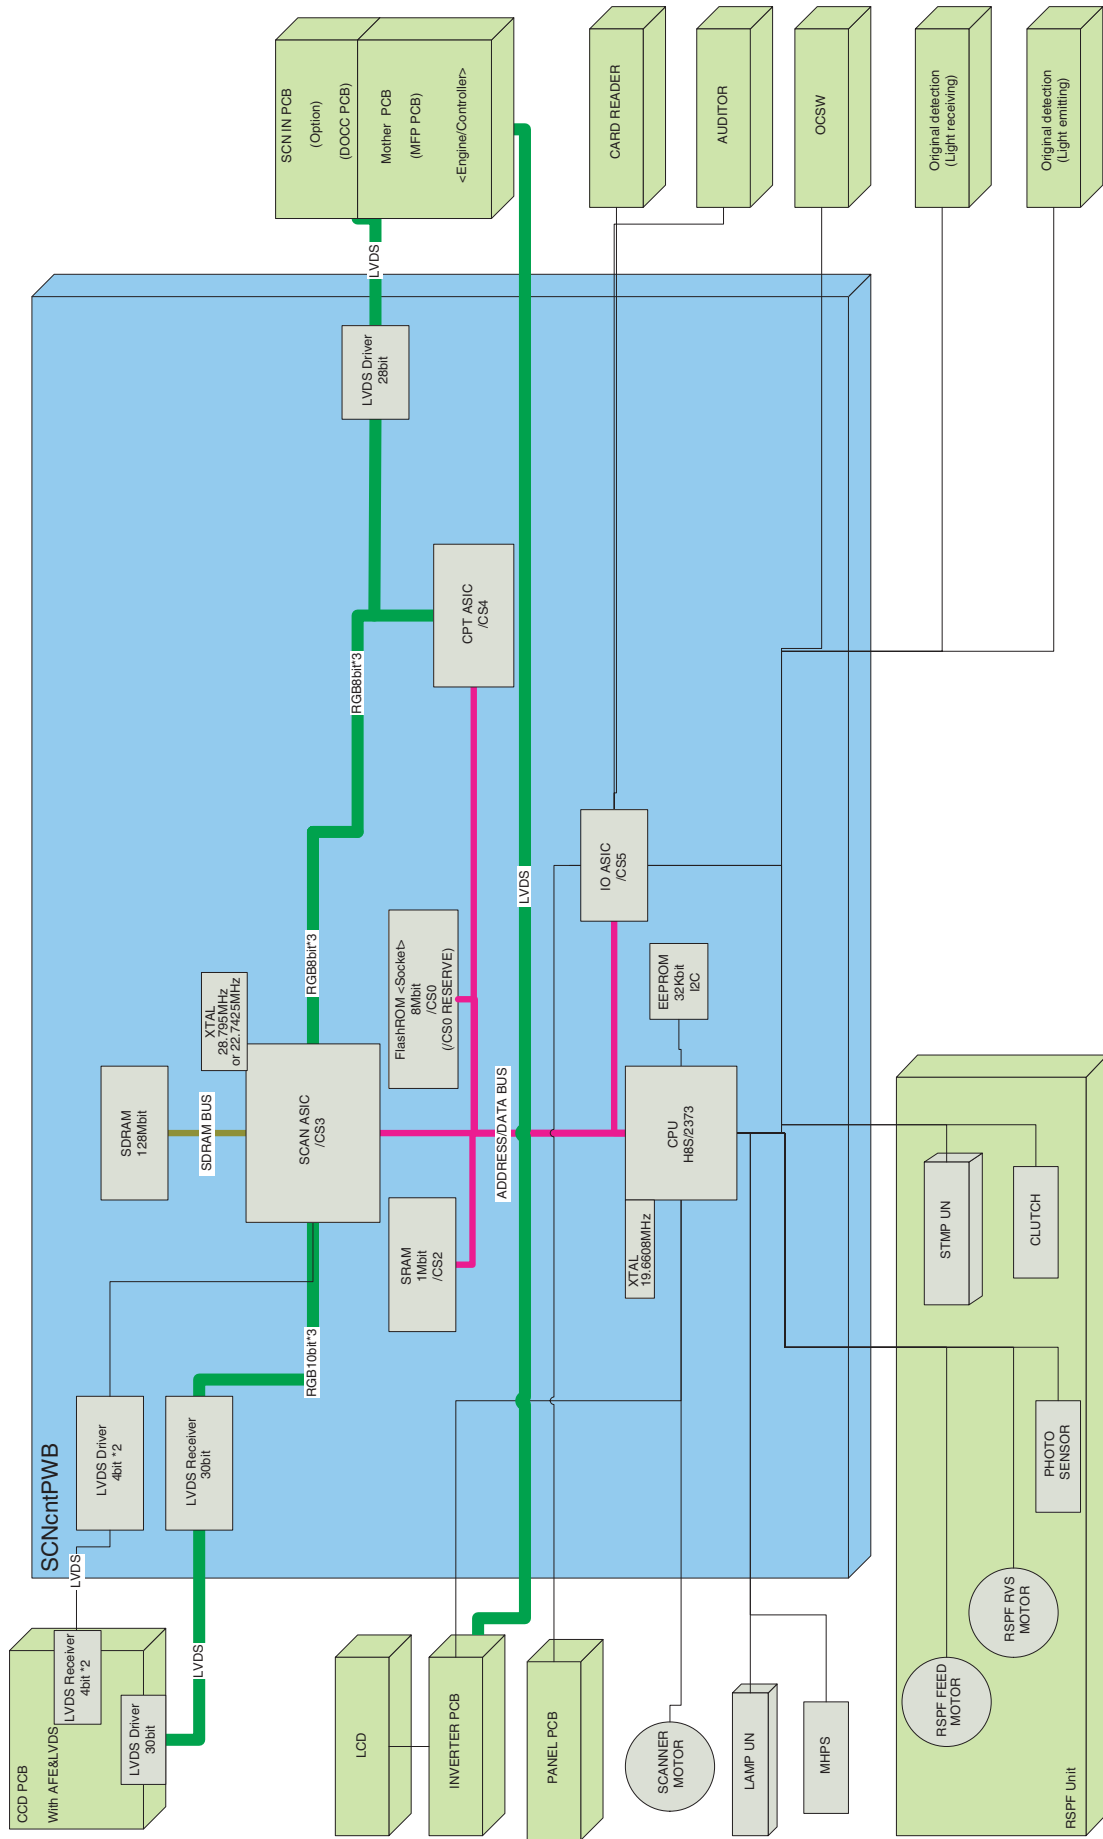 SCNcntPWB
CCD PCB
With AFE&LVDS
LVDS Receiver
4bit *2
LVDS Driver
30bit
LVDS
LVDS
LVDS Driver
4bit *2
LVDS Receiver
30bit
RGB10bit*3
SDRAM
128Mbit
SDRAM BUS
XTAL
28.795MHz
or 22.7425MHz
SCAN ASIC
/CS3
RGB8bit*3
RGB8bit*3
LVDS Driver
28bit
LVDS
SCN IN PCB
(Option)
(DOCC PCB)
Mother PCB
(MFP PCB)
<Engine/Controller>
SRAM
1Mbit
/CS2
FlashROM <Socket>
8Mbit
/CS0
(/CS0 RESERVE)
CPT ASIC
/CS4
ADDRESS/DATA BUS
LVDS
LCD
INVERTER PCB
PANEL PCB
SCANNER
MOTOR
LAMP UN
MHPS
XTAL
19.6608MHz
CPU
H8S/2373
EEPROM
32Kbit
I2C
IO ASIC
/CS5
CARD READER
AUDITOR
OCSW
Original detection
(Light receiving)
Original detection
(Light emitting)
RSPF Unit
RSPF FEED
MOTOR
RSPF RVS
MOTOR
PHOTO
SENSOR
STMP UN
CLUTCH